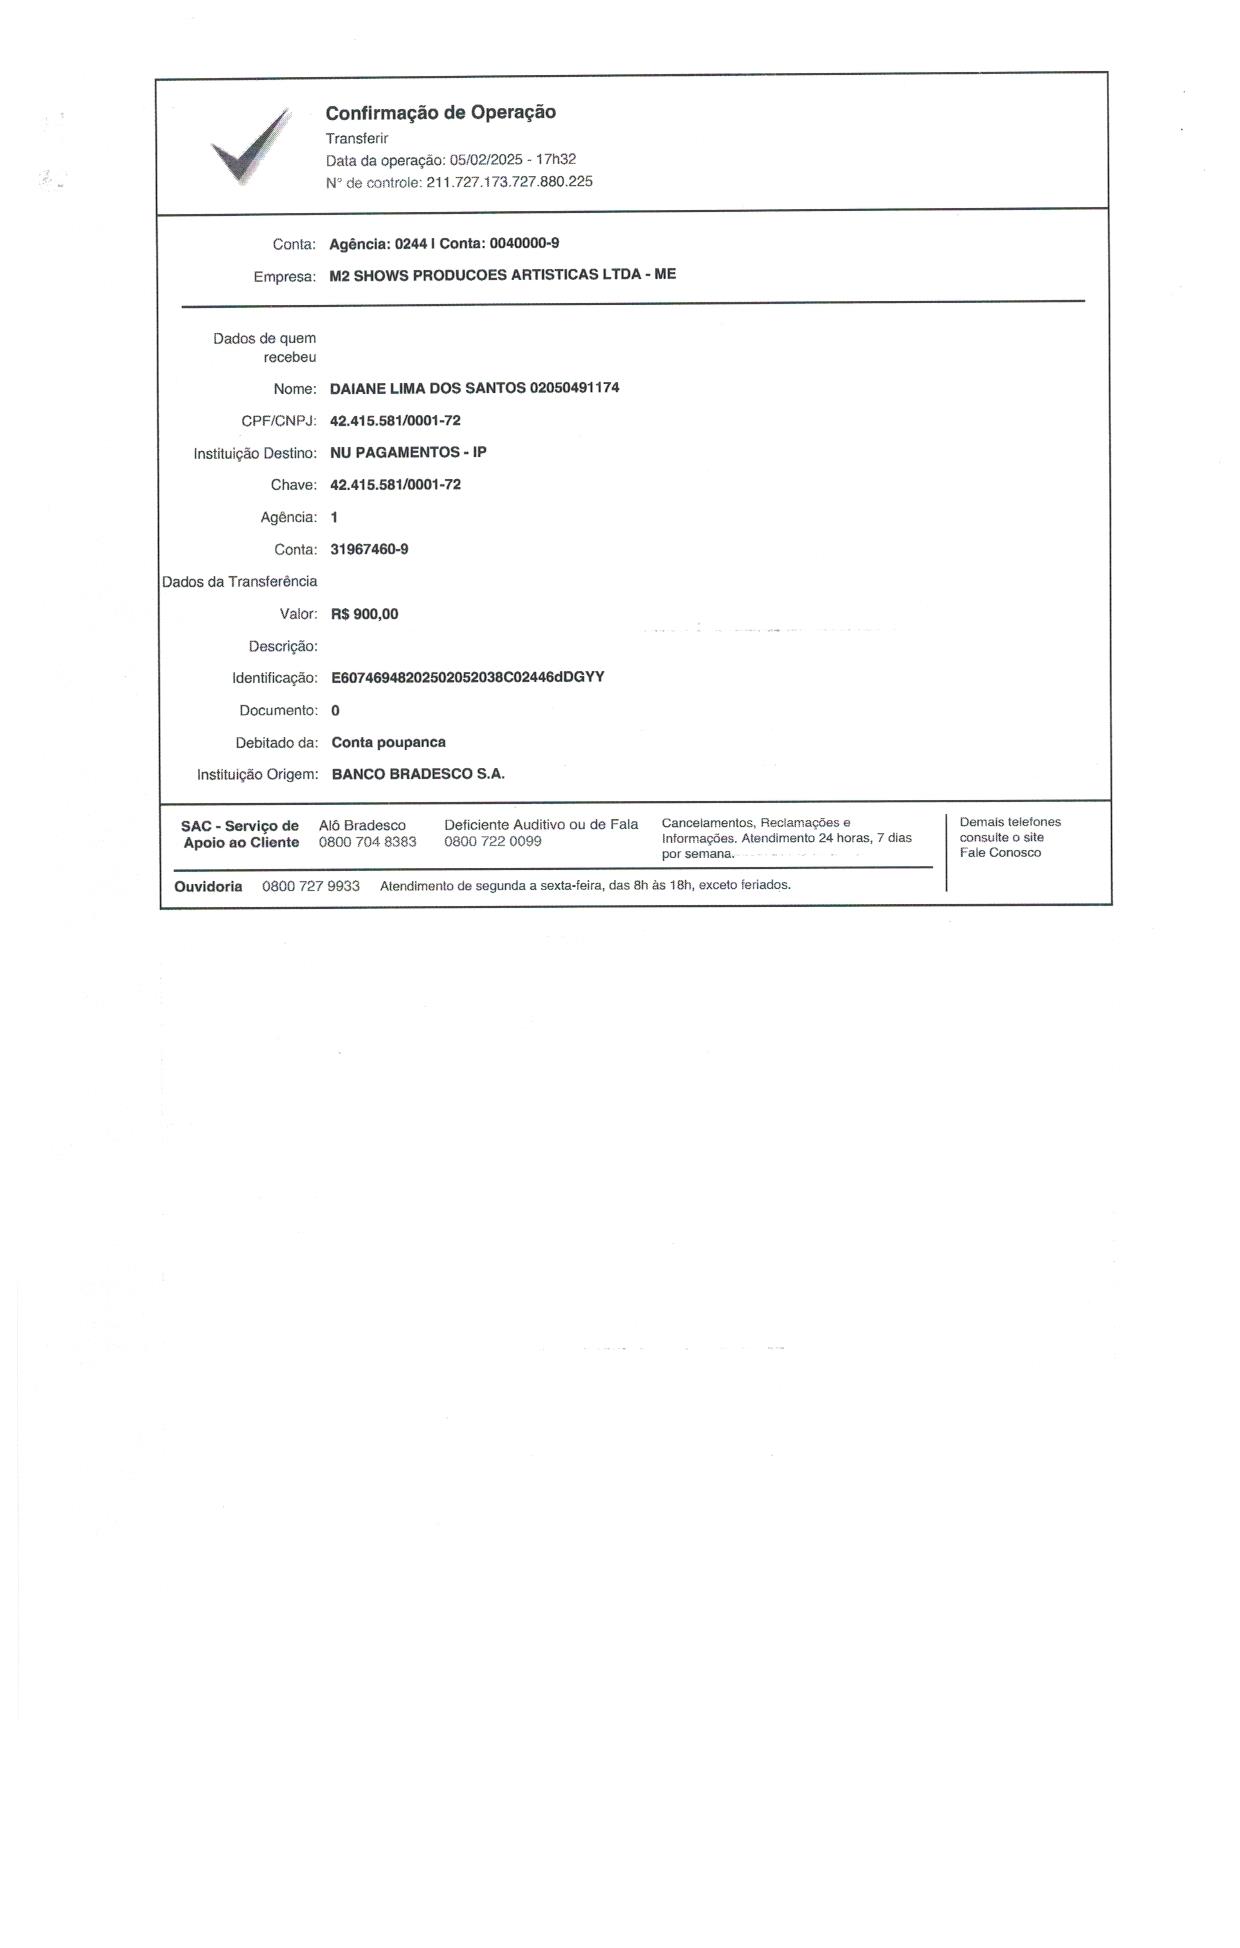 Confirmação de Operação
Transferir
Data da operação: 05/02/2025 - 17h32
N° de controle: 211.727.173.727.880.225
Conta: Agência: 0244 l Conta: 0040000-9
Empresa: M2 SHOWS PRODUCOES ARTISTICAS LTDA - ME
Dados de quem
recebeu
Nome: DAIANE LIMA DOS SANTOS 02050491174
CPF/CNPJ: 42.415.581/0001-72
Instituição Destino: NU PAGAMENTOS - IP
Chave: 42.415.581/0001-72
Agência: 1
Conta: 31967460-9
Dados da Transferência
Valor: R$ 900,00
Descrição:
Identificação: E60746948202502052038C02446dDGYY
Documento: 0
Debitado da: Conta poupanca
Instituição Origem: BANCO BRADESCO S.A.
SAC - Serviço de
Apoio ao Cliente
Alô Bradesco
0800 704 8383
Deficiente Auditivo ou de Fala
0800 722 0099
Cancelamentos, Reclamações e
Informações. Atendimento 24 horas, 7 dias
por semana.
Demais telefones
consulte o site
Fale Conosco
Ouvidoria 0800 727 9933 Atendimento de segunda a sexta-feira, das 8h às 18h, exceto feriados.